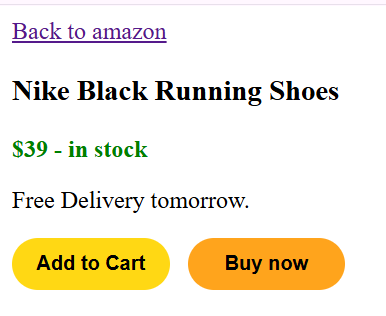 Back to amazon
Nike Black Running Shoes
$39 - in stock
Free Delivery tomorrow.
Add to Cart Buy now